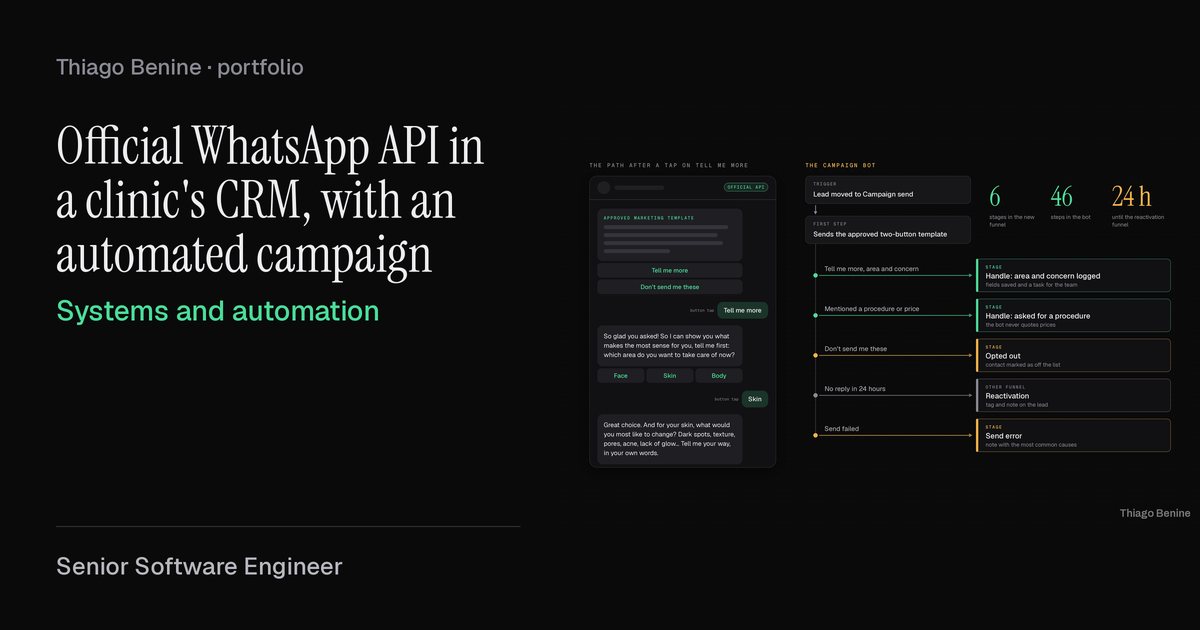 Thiago Benine · portfolio
Official WhatsApp API in
a clinic's CRM, with an
automated campaign
Systems and automation
Senior Software Engineer
THE PATH AFTER A TAP ON TELL ME MORE
OFFICIAL API
APPROVED MARKETING TEMPLATE
Tell me more
Don't send me these
button tap
Tell me more
So glad you asked! So I can show you what
makes the most sense for you, tell me first:
which area do you want to take care of now?
Face
Skin
Body
button tap
Skin
Great choice. And for your skin, what would
you most like to change? Dark spots, texture,
pores, acne, lack of glow... Tell me your way,
in your own words.
THE CAMPAIGN BOT
TRIGGER
Lead moved to Campaign send
FIRST STEP
Sends the approved two-button template
6
stages in the new
funnel
46
steps in the bot
24 h
until the reactivation
funnel
Tell me more, area and concern
STAGE
Handle: area and concern logged
fields saved and a task for the team
Mentioned a procedure or price
STAGE
Handle: asked for a procedure
the bot never quotes prices
Don't send me these
STAGE
Opted out
contact marked as off the list
No reply in 24 hours
OTHER FUNNEL
Reactivation
tag and note on the lead
Send failed
STAGE
Send error
note with the most common causes
Thiago Benine